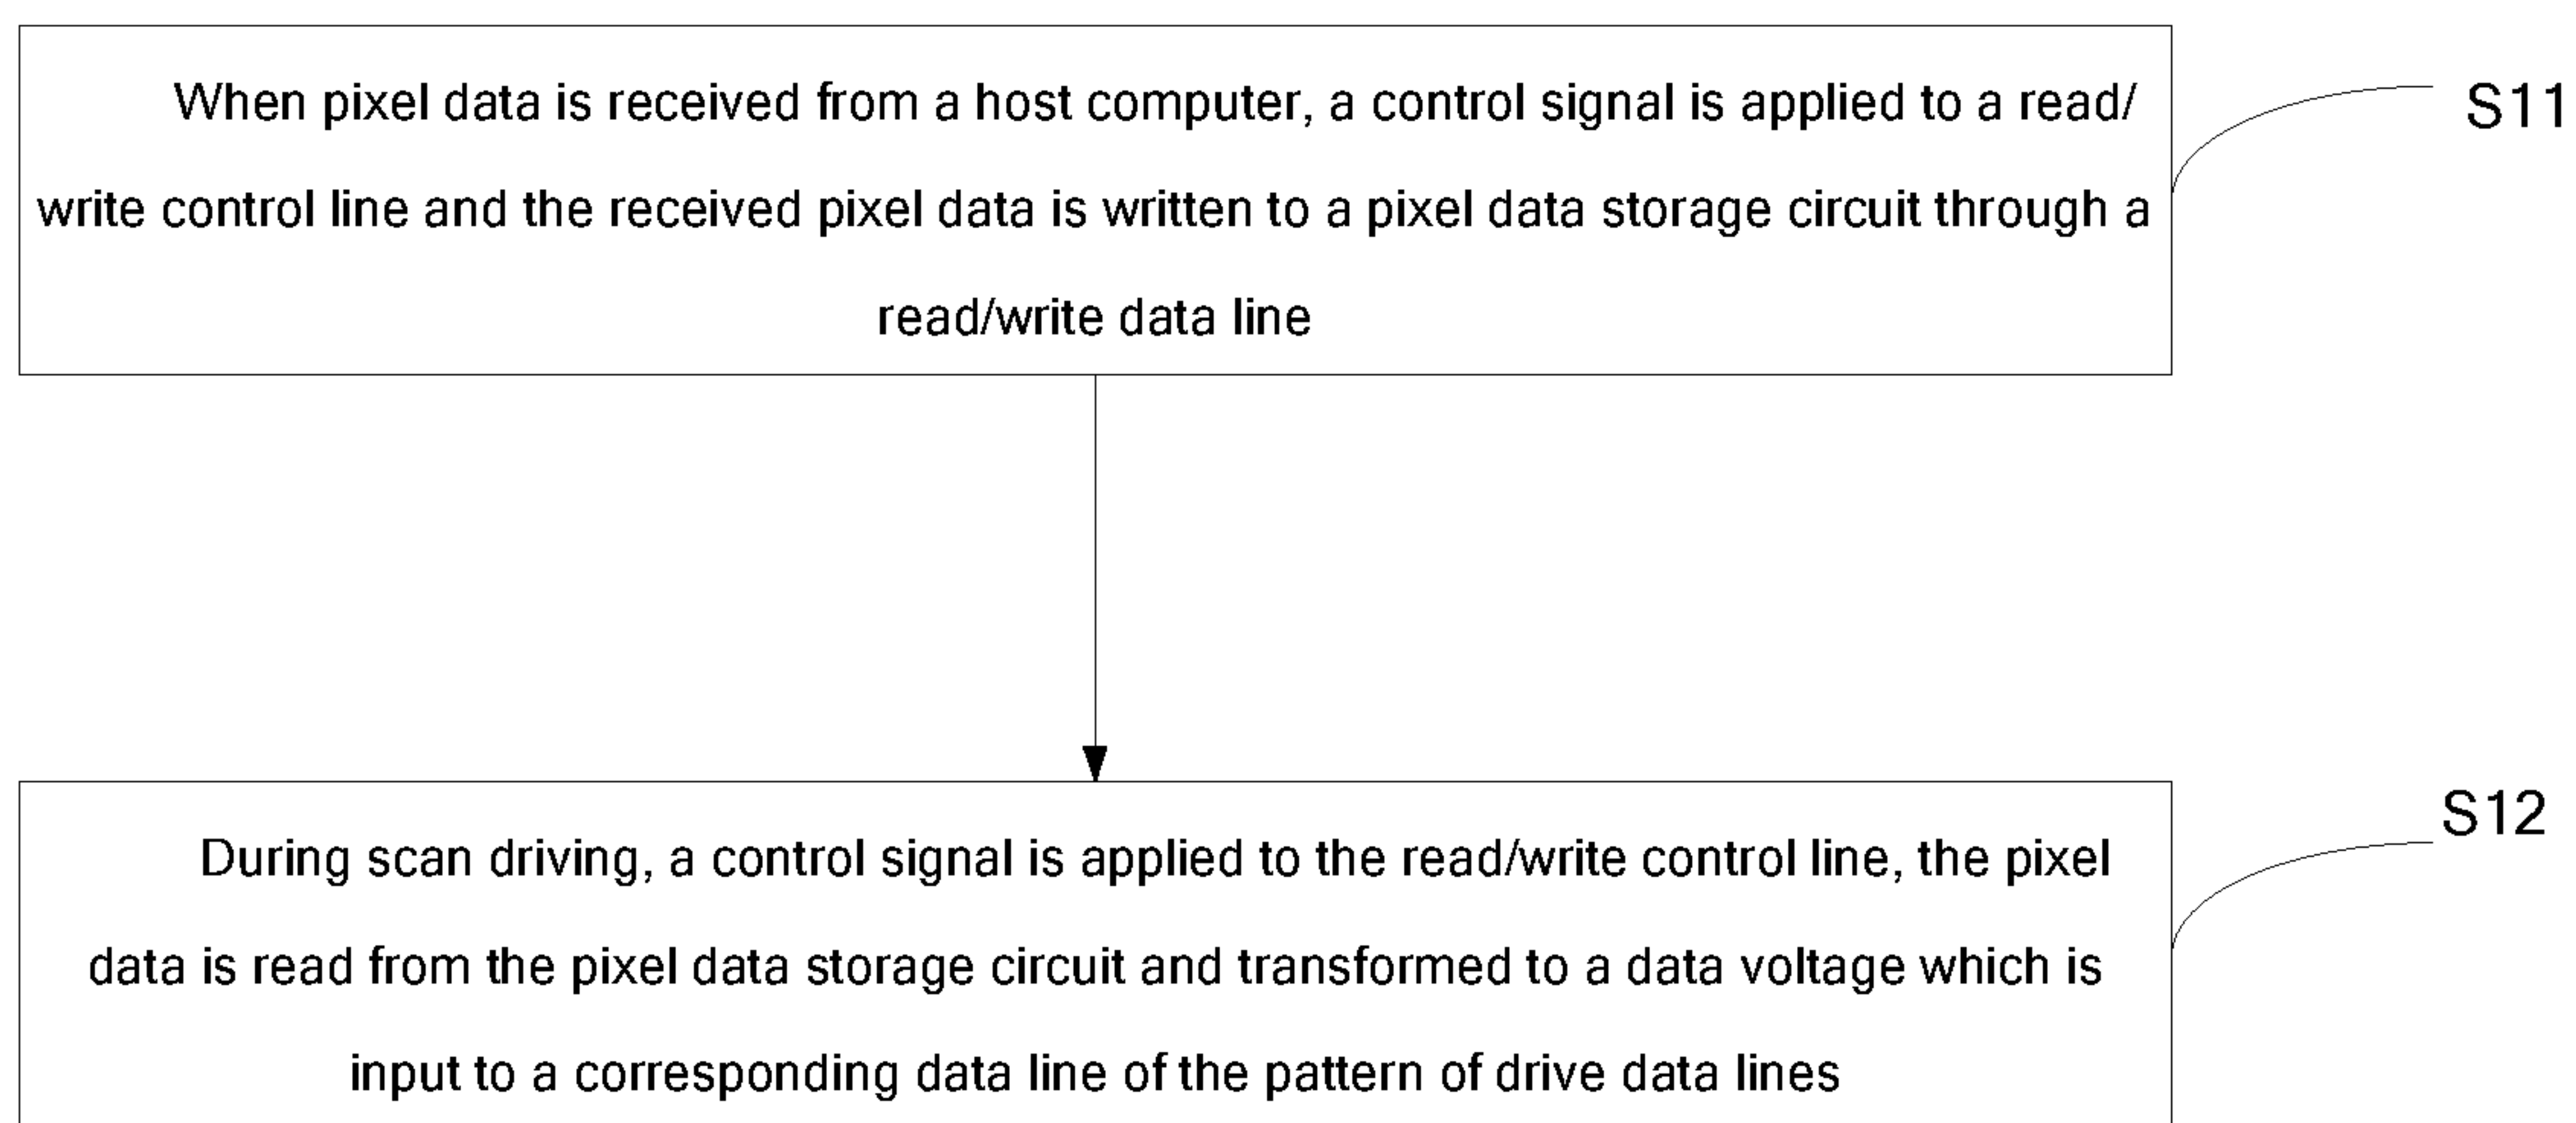 When pixel data is received from a host computer, a control signal is applied to a read/
write control line and the received pixel data is written to a pixel data storage circuit through a
read/write data line
S11
During scan driving, a control signal is applied to the read/write control line, the pixel
data is read from the pixel data storage circuit and transformed to a data voltage which is
input to a corresponding data line of the pattern of drive data lines
S12